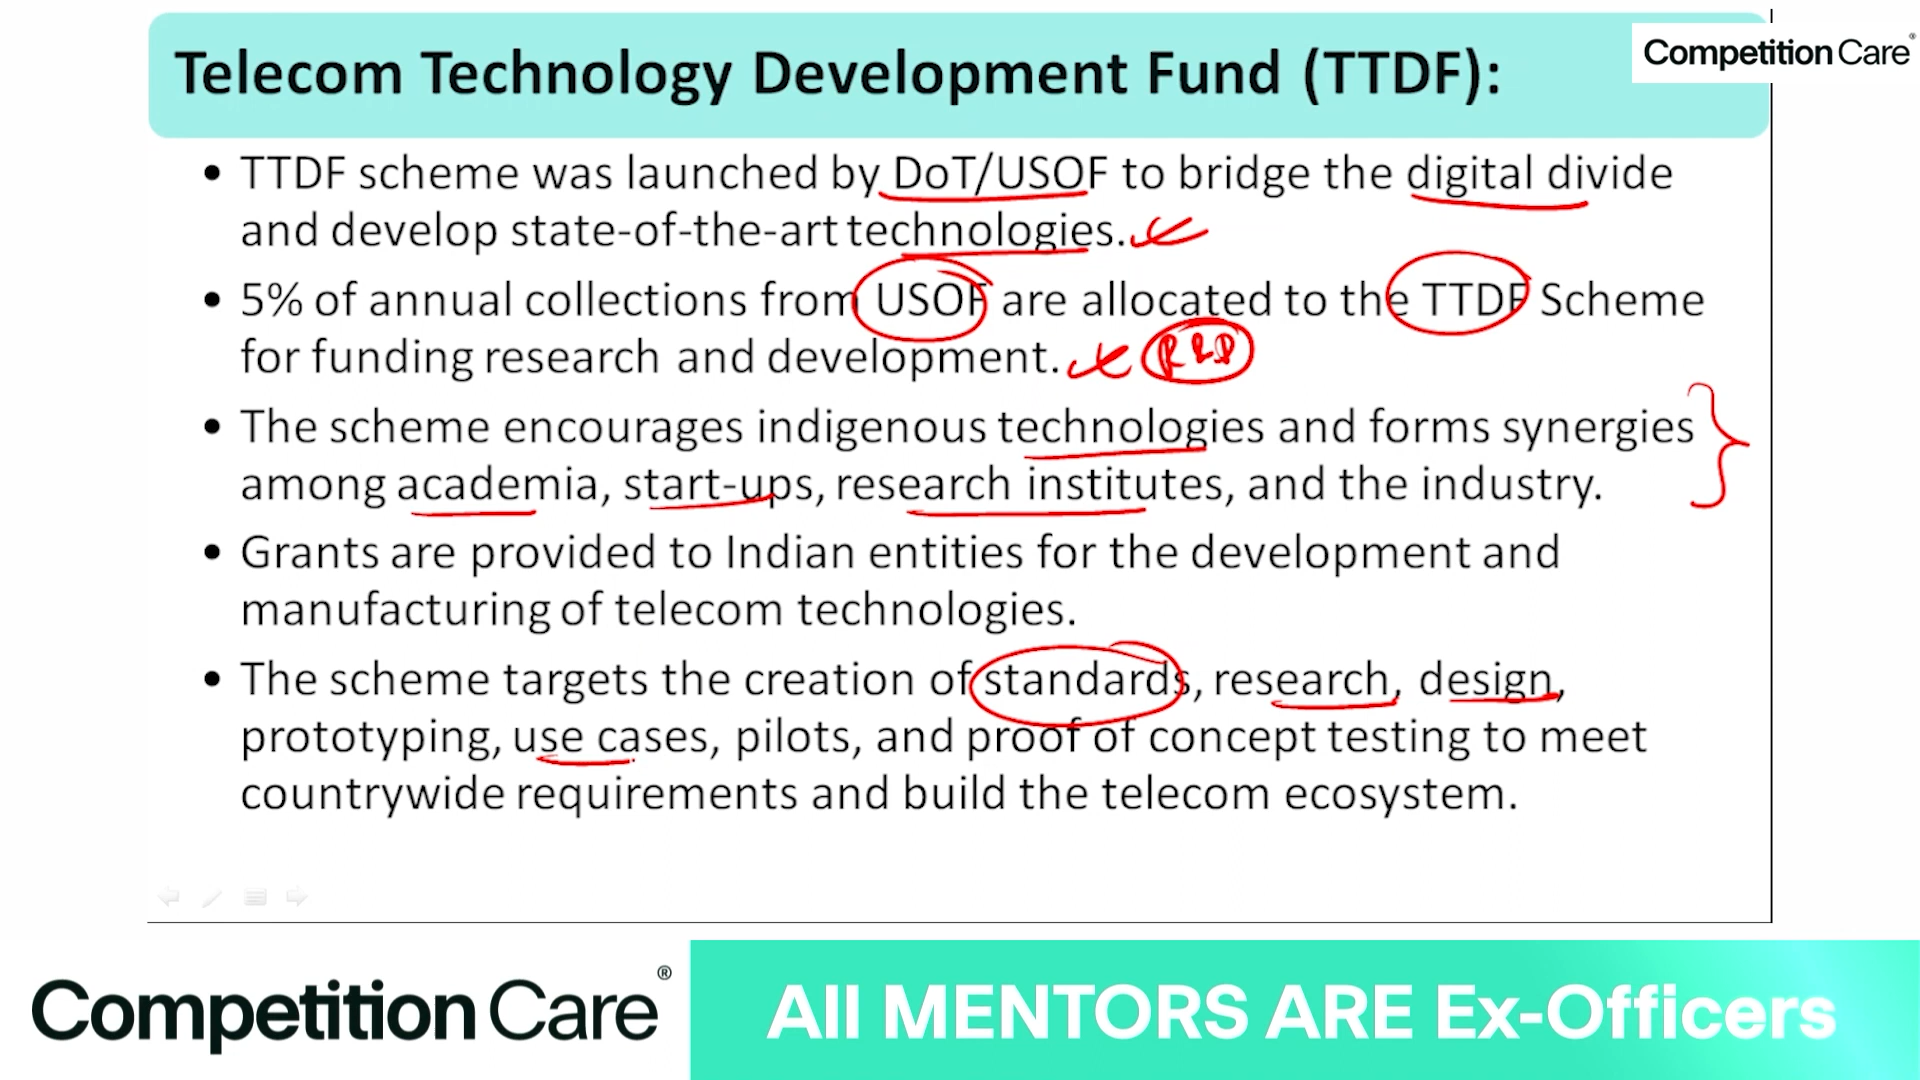 Telecom Technology Development Fund (TTDF):
Competition Care®
• TTDF scheme was launched by DoT/USOF to bridge the digital divide
and develop state-of-the-art technologies.
• 5% of annual collections from USOF are allocated to the TTDF Scheme
for funding research and development. R&D
• The scheme encourages indigenous technologies and forms synergies
among academia, start-ups, research institutes, and the industry.
• Grants are provided to Indian entities for the development and
manufacturing of telecom technologies.
• The scheme targets the creation of standards, research, design,
prototyping, use cases, pilots, and proof of concept testing to meet
countrywide requirements and build the telecom ecosystem.
Competition Care®
All MENTORS ARE Ex-Officers